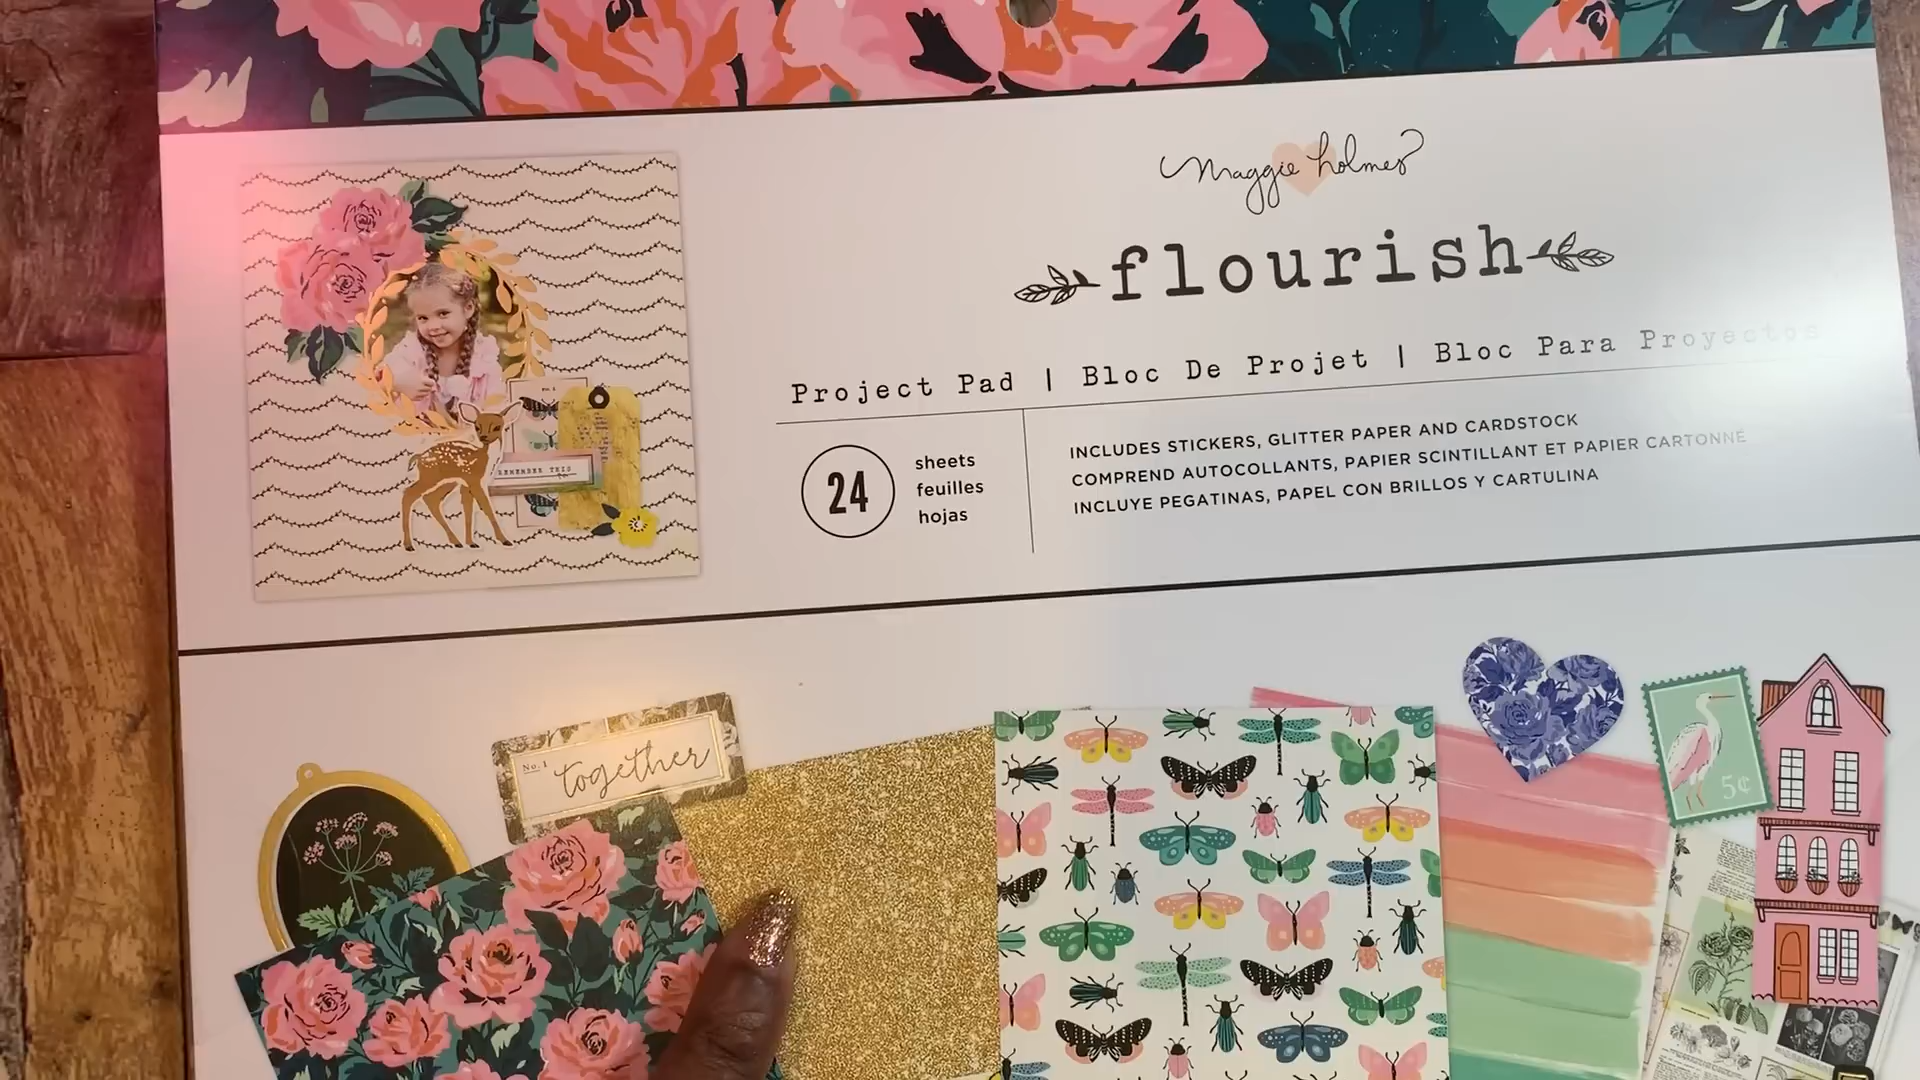 maggie holmes
flourish
Project Pad | Bloc De Projet | Bloc Para Proyectos
24
sheets
feuilles
hojas
INCLUDES STICKERS, GLITTER PAPER AND CARDSTOCK
COMPREND AUTOCOLLANTS, PAPIER SCINTILLANT ET PAPIER CARTONNÉ
INCLUYE PEGATINAS, PAPEL CON BRILLOS Y CARTULINA
REMEMBER THIS
No. 1
together
5¢